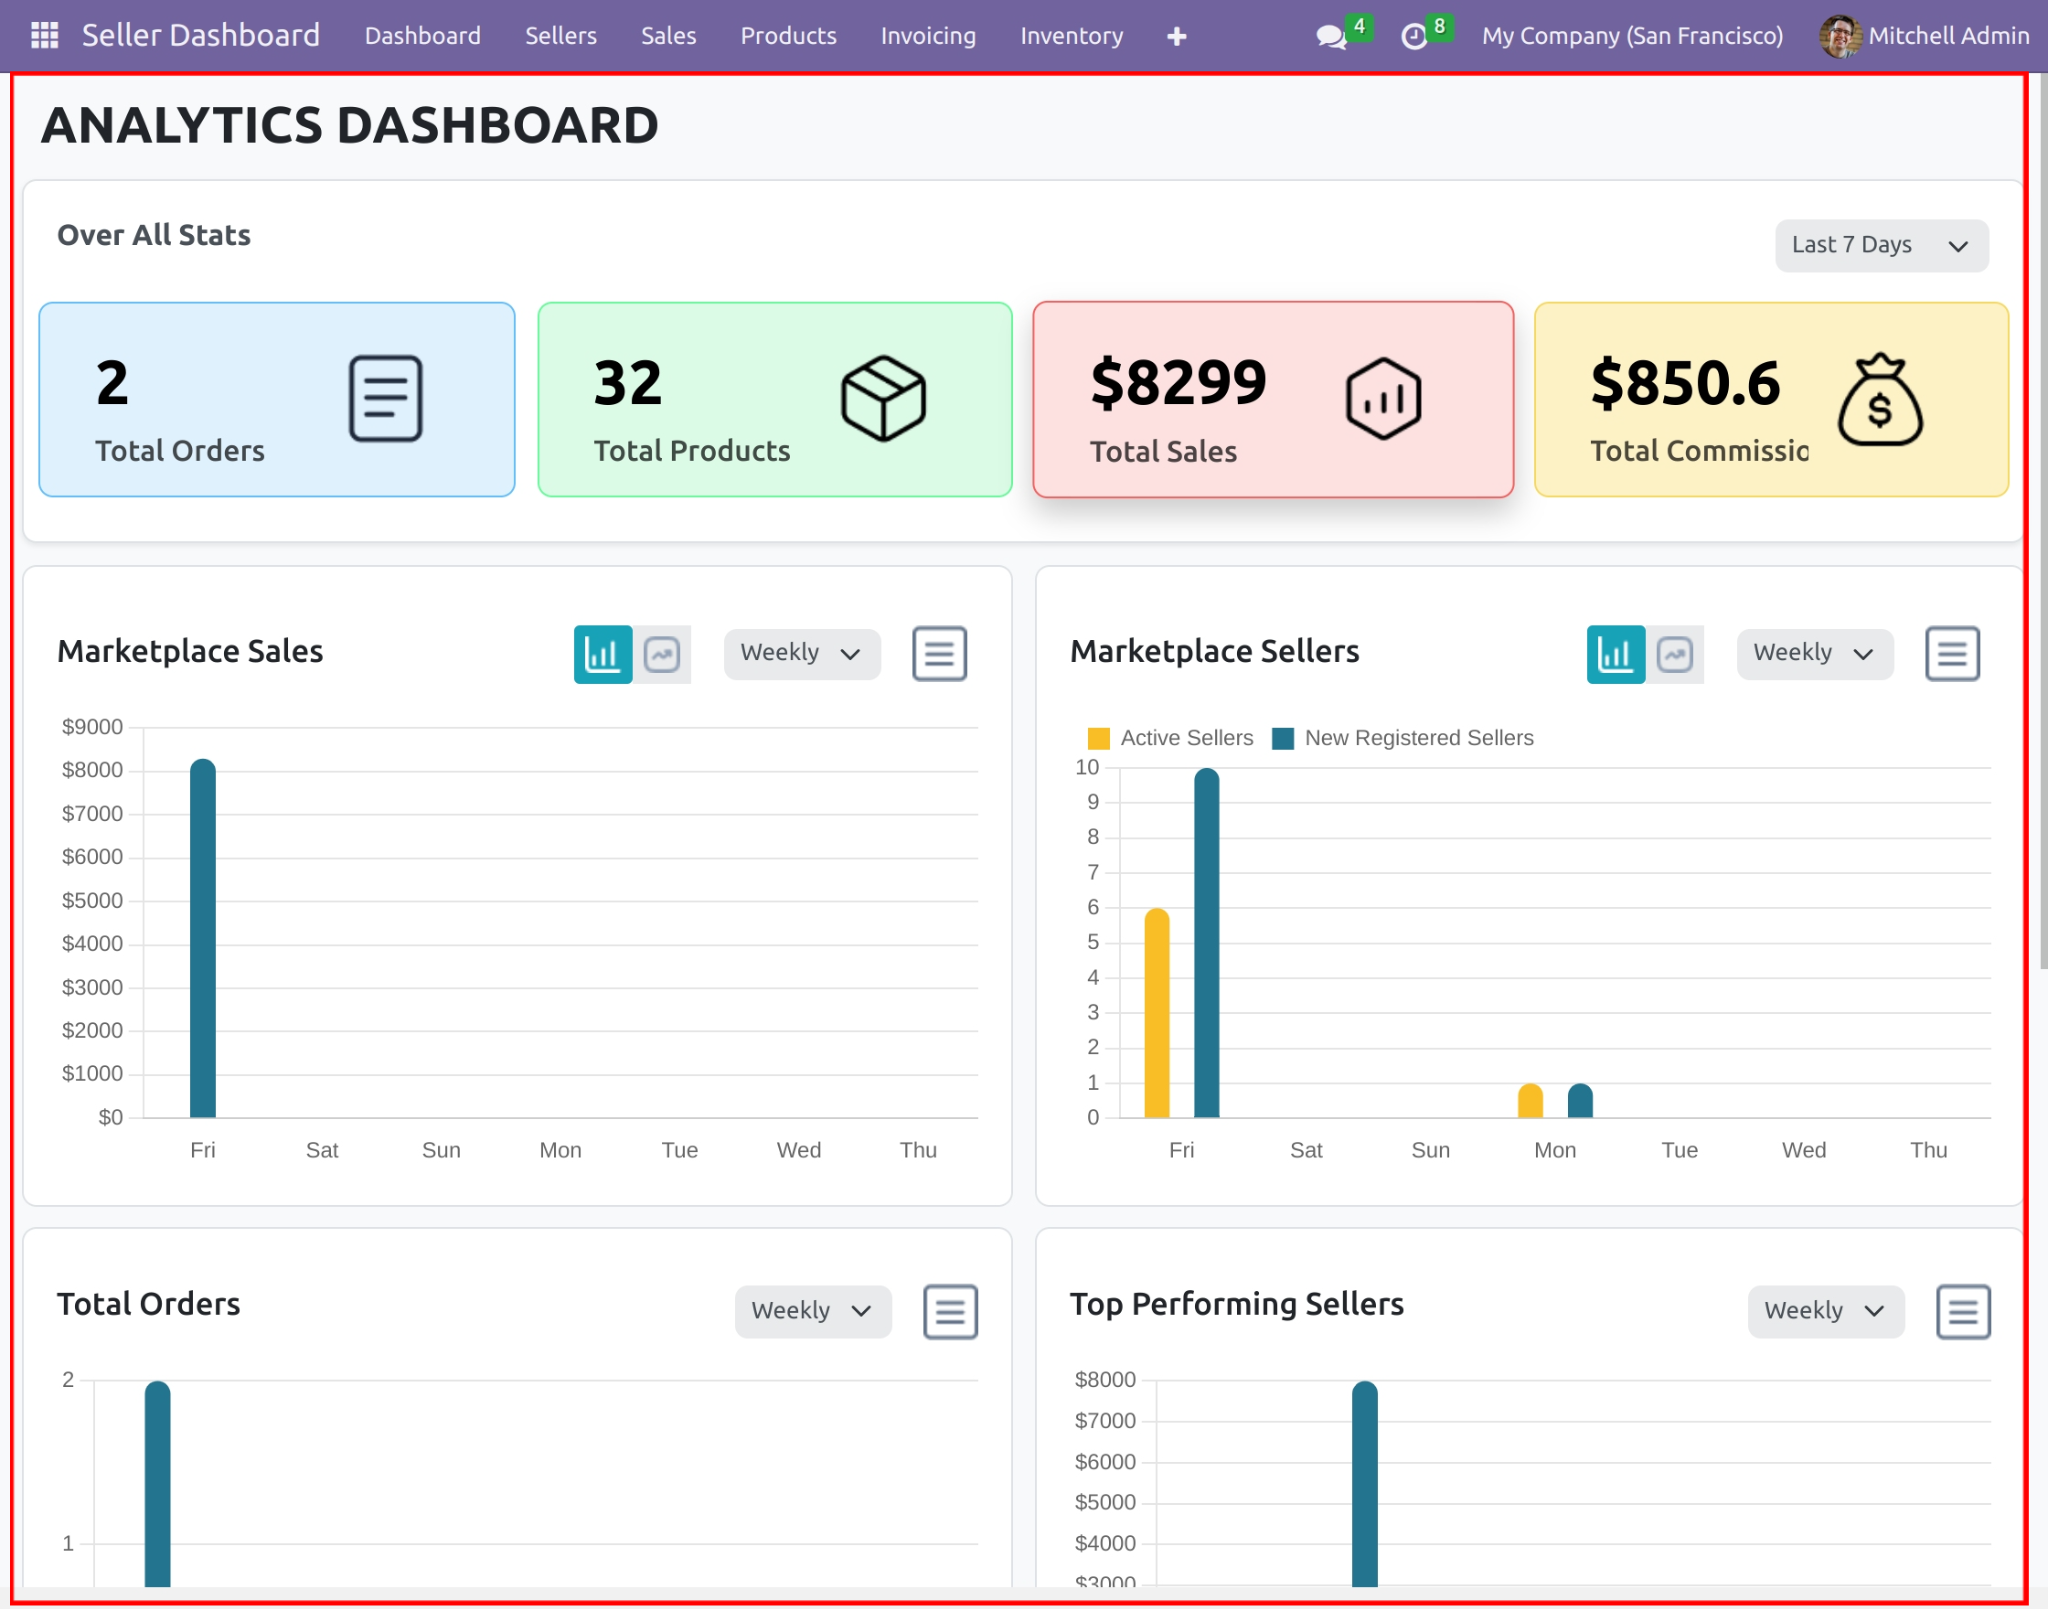 Seller Dashboard Dashboard Sellers Sales Products Invoicing Inventory 4 8 My Company (San Francisco) Mitchell Admin
ANALYTICS DASHBOARD
Over All Stats
Last 7 Days
2
Total Orders
32
Total Products
$8299
Total Sales
$850.6
Total Commissio
Marketplace Sales
Weekly
$9000
$8000
$7000
$6000
$5000
$4000
$3000
$2000
$1000
$0
Fri Sat Sun Mon Tue Wed Thu
Marketplace Sellers
Weekly
Active Sellers New Registered Sellers
10
9
8
7
6
5
4
3
2
1
0
Fri Sat Sun Mon Tue Wed Thu
Total Orders
Weekly
2
1
Top Performing Sellers
Weekly
$8000
$7000
$6000
$5000
$4000
$3000